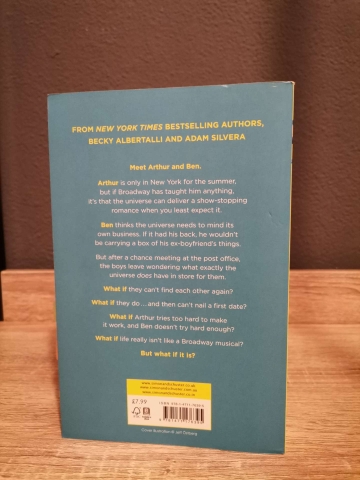 FROM NEW YORK TIMES BESTSELLING AUTHORS,
BECKY ALBERTALLI AND ADAM SILVERA
Meet Arthur and Ben.
Arthur is only in New York for the summer,
but if Broadway has taught him anything,
it's that the universe can deliver a show-stopping
romance when you least expect it.
Ben thinks the universe needs to mind its
own business. If it had his back, he wouldn't
be carrying a box of his ex-boyfriend's things.
But after a chance meeting at the post office,
the boys leave wondering what exactly the
universe does have in store for them.
What if they can't find each other again?
What if they do ... and then can't nail a first date?
What if Arthur tries too hard to make
it work, and Ben doesn't try hard enough?
What if life really isn't like a Broadway musical?
But what if it is?
£7.99
ISBN